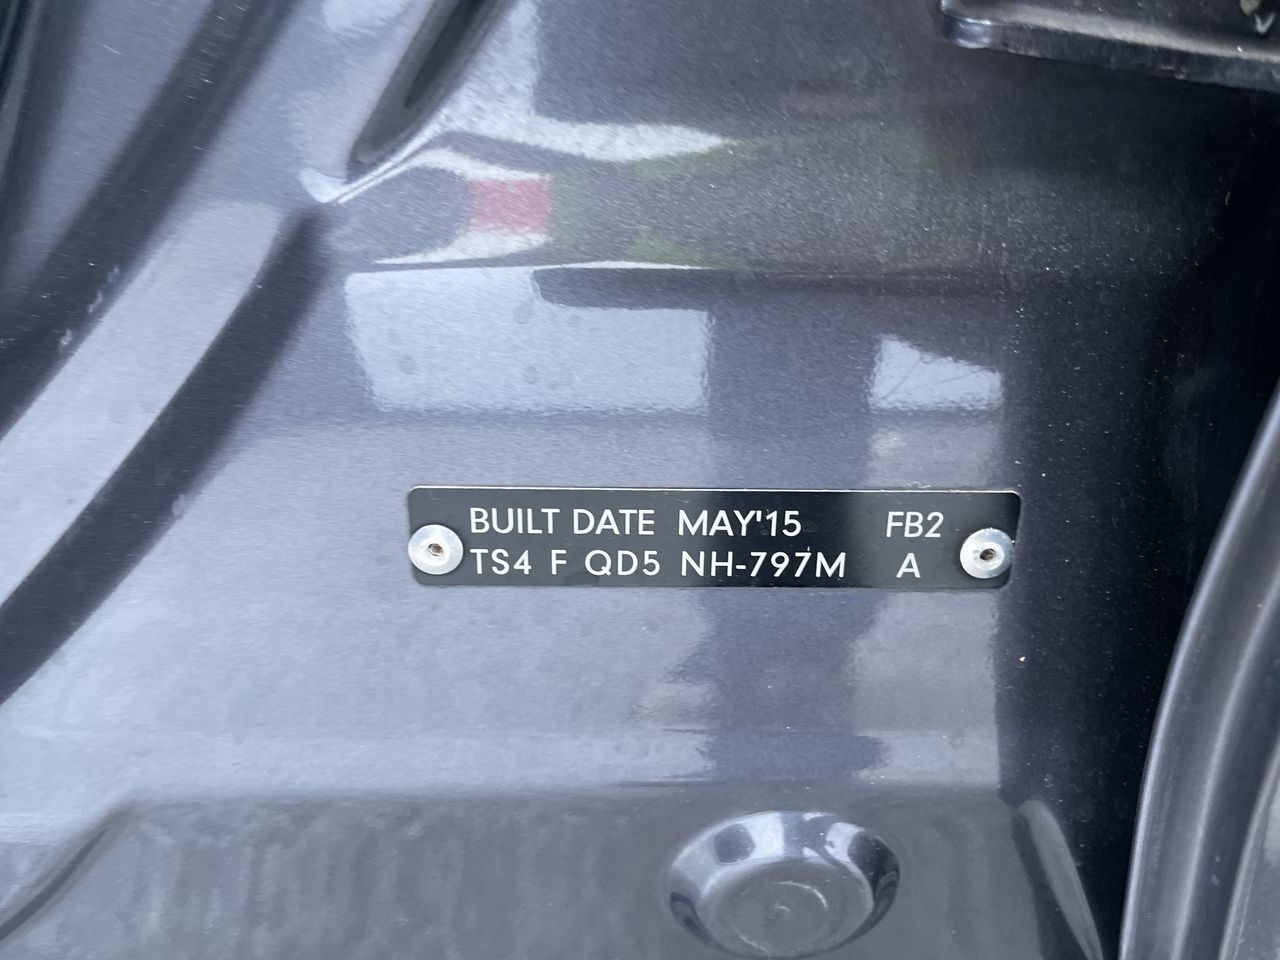 BUILT DATE MAY'15 FB2
TS4 F QD5 NH-797M A